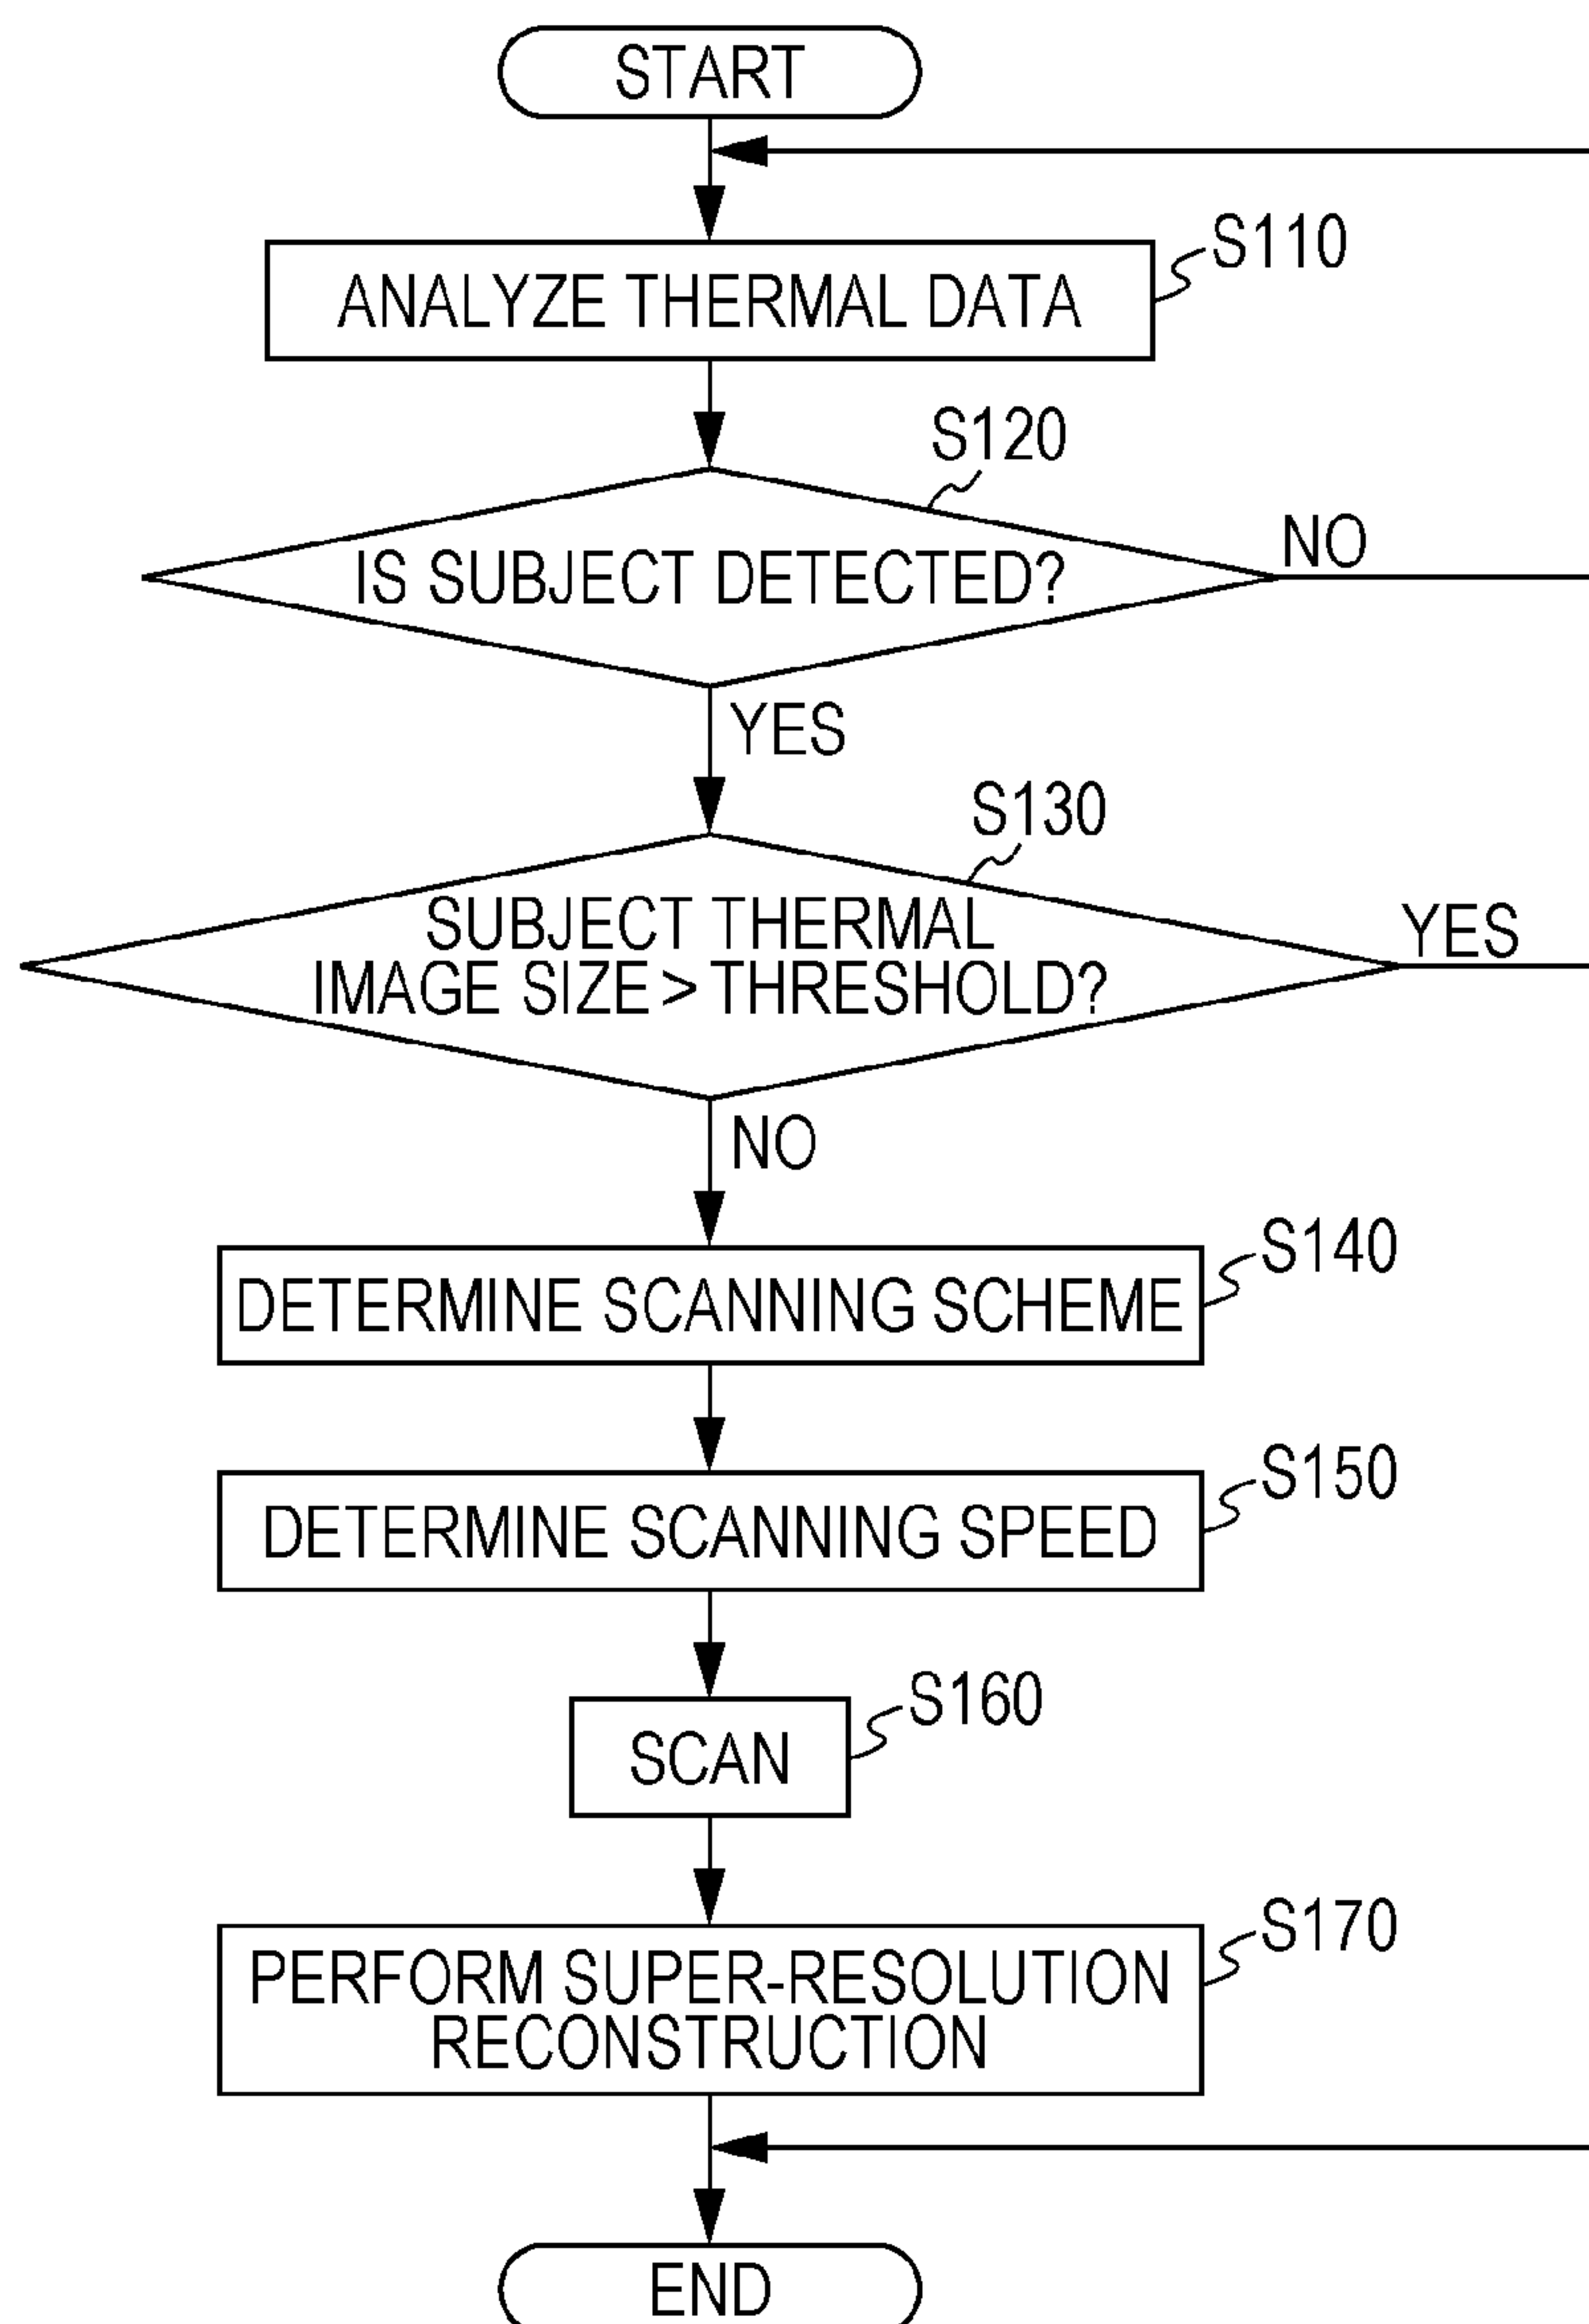 START
ANALYZE THERMAL DATA
S110
S120
IS SUBJECT DETECTED?
NO
YES
S130
SUBJECT THERMAL
IMAGE SIZE > THRESHOLD?
YES
NO
DETERMINE SCANNING SCHEME
S140
DETERMINE SCANNING SPEED
S150
SCAN
S160
PERFORM SUPER-RESOLUTION
RECONSTRUCTION
S170
END